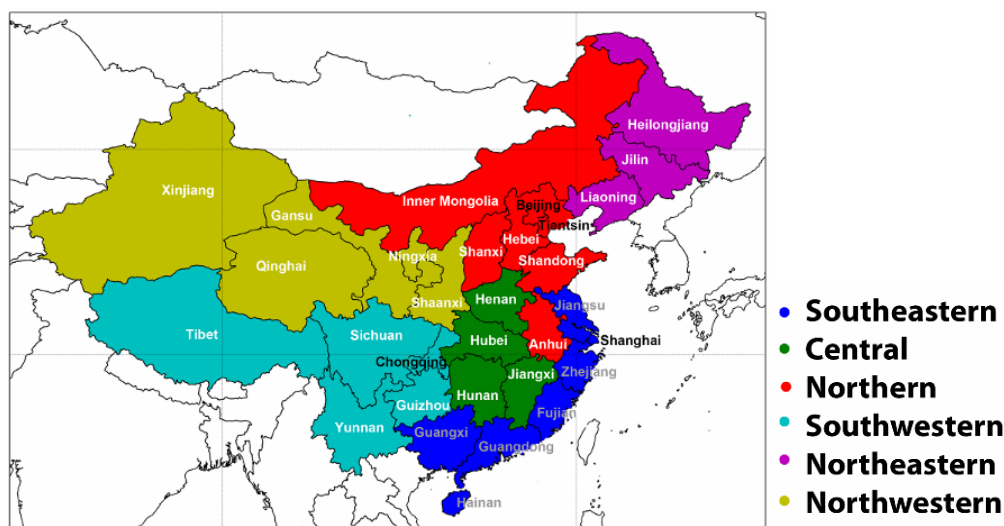 Heilongjiang
Jilin
Xinjiang
Liaoning
Inner Mongolia
Beijing
Gansu
Tientsin
Hebei
Shanxi
Ningxia
Shandong
Qinghai
Shaanxi
Henan
Jiangsu
Tibet
Sichuan
Hubei
Anhui
Shanghai
Chongqing
Zhejiang
Jiangxi
Hunan
Guizhou
Fujian
Yunnan
Guangxi
Guangdong
Hainan
Southeastern
Central
Northern
Southwestern
Northeastern
Northwestern